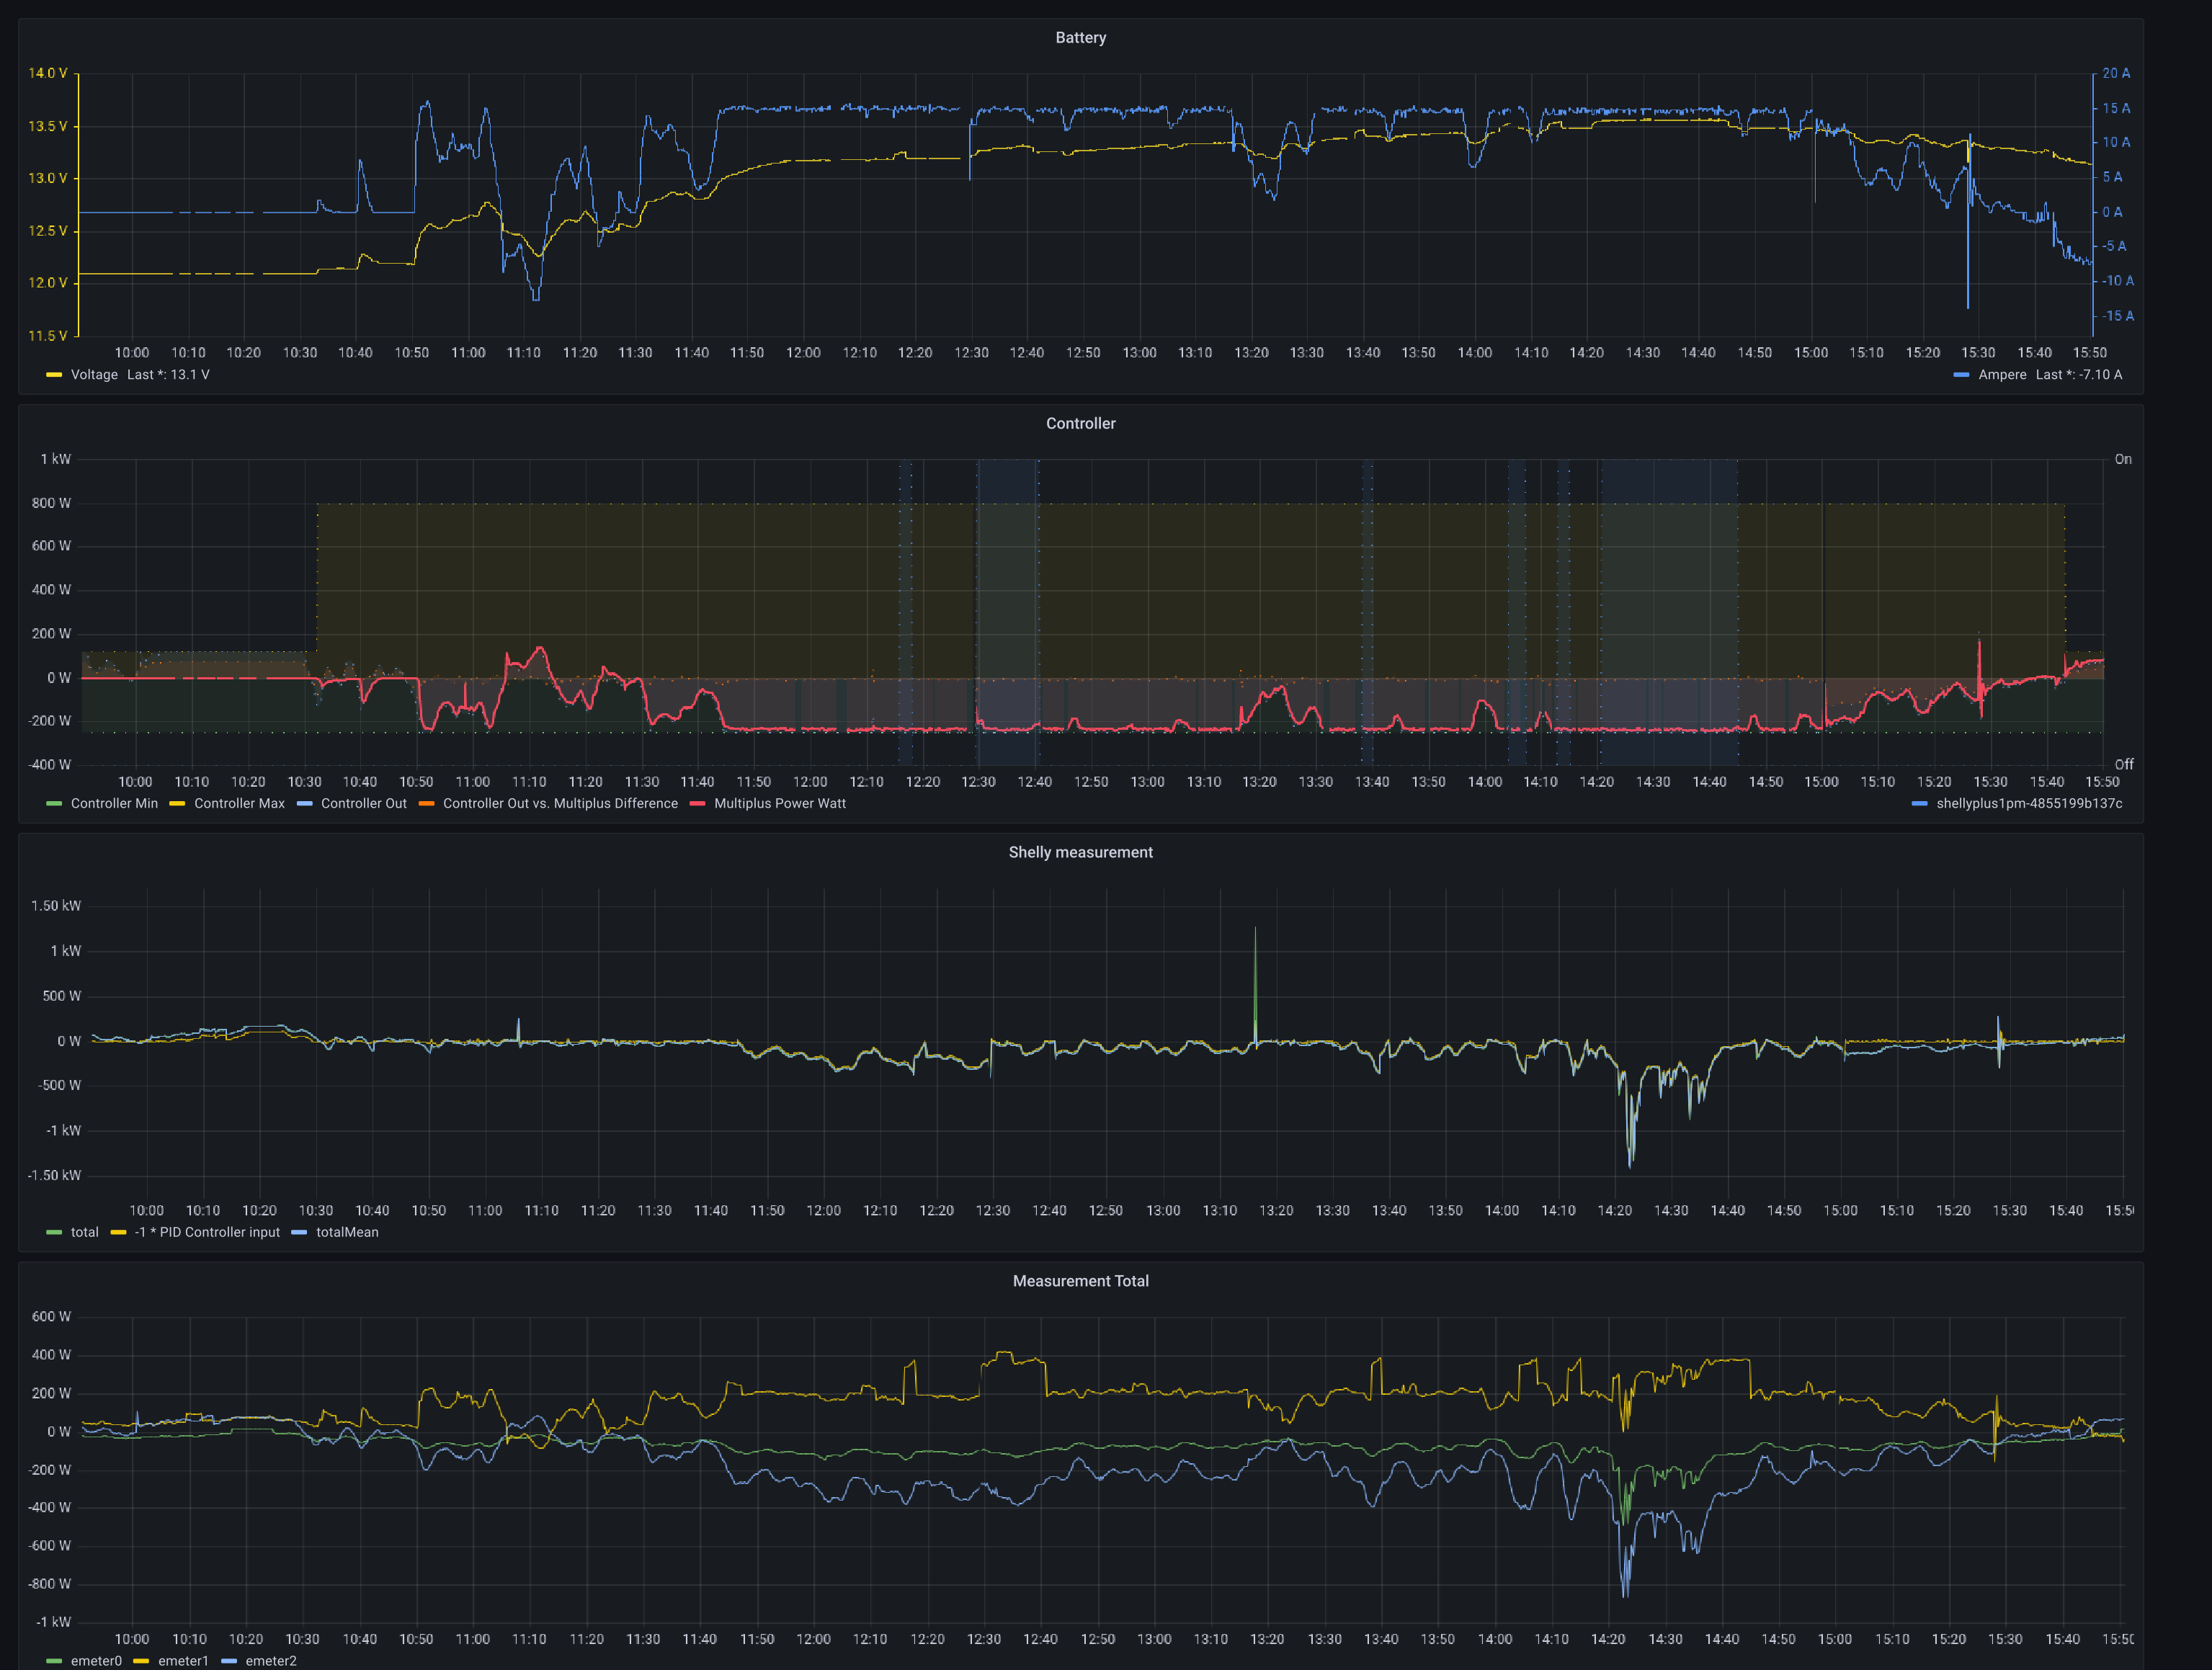 Battery
14.0 V 20 A
13.5 V 15 A
10 A
13.0 V 5 A
12.5 V 0 A
-5 A
12.0 V -10 A
11.5 V -15 A
10:00 10:10 10:20 10:30 10:40 10:50 11:00 11:10 11:20 11:30 11:40 11:50 12:00 12:10 12:20 12:30 12:40 12:50 13:00 13:10 13:20 13:30 13:40 13:50 14:00 14:10 14:20 14:30 14:40 14:50 15:00 15:10 15:20 15:30 15:40 15:50
Voltage Last *: 13.1 V Ampere Last *: -7.10 A
Controller
1 kW On
800 W
600 W
400 W
200 W
0 W
-200 W
-400 W Off
10:00 10:10 10:20 10:30 10:40 10:50 11:00 11:10 11:20 11:30 11:40 11:50 12:00 12:10 12:20 12:30 12:40 12:50 13:00 13:10 13:20 13:30 13:40 13:50 14:00 14:10 14:20 14:30 14:40 14:50 15:00 15:10 15:20 15:30 15:40 15:50
Controller Min Controller Max Controller Out Controller Out vs. Multiplus Difference Multiplus Power Watt shellyplus1pm-4855199b137c
Shelly measurement
1.50 kW
1 kW
500 W
0 W
-500 W
-1 kW
-1.50 kW
10:00 10:10 10:20 10:30 10:40 10:50 11:00 11:10 11:20 11:30 11:40 11:50 12:00 12:10 12:20 12:30 12:40 12:50 13:00 13:10 13:20 13:30 13:40 13:50 14:00 14:10 14:20 14:30 14:40 14:50 15:00 15:10 15:20 15:30 15:40 15:50
total -1 * PID Controller input totalMean
Measurement Total
600 W
400 W
200 W
0 W
-200 W
-400 W
-600 W
-800 W
-1 kW
10:00 10:10 10:20 10:30 10:40 10:50 11:00 11:10 11:20 11:30 11:40 11:50 12:00 12:10 12:20 12:30 12:40 12:50 13:00 13:10 13:20 13:30 13:40 13:50 14:00 14:10 14:20 14:30 14:40 14:50 15:00 15:10 15:20 15:30 15:40 15:50
emeter0 emeter1 emeter2